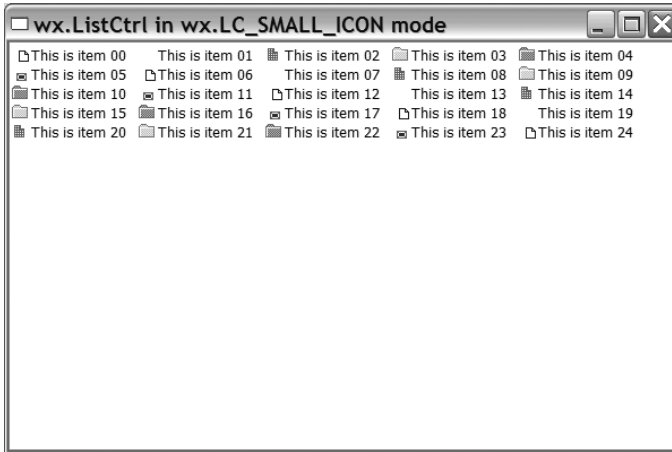 wx.ListCtrl in wx.LC_SMALL_ICON mode
This is item 00 This is item 01 This is item 02 This is item 03 This is item 04
This is item 05 This is item 06 This is item 07 This is item 08 This is item 09
This is item 10 This is item 11 This is item 12 This is item 13 This is item 14
This is item 15 This is item 16 This is item 17 This is item 18 This is item 19
This is item 20 This is item 21 This is item 22 This is item 23 This is item 24